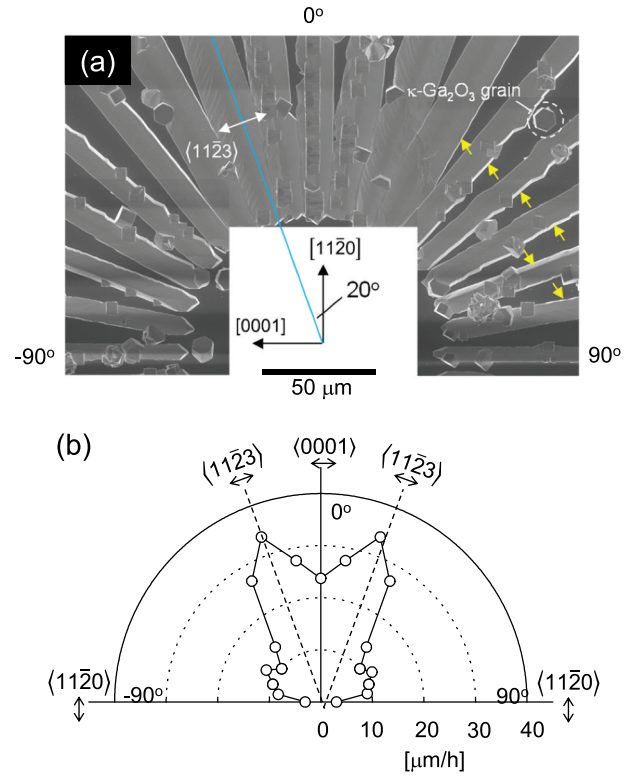 0°
(a)
κ-Ga₂O₃ grain
⟨112̄3⟩
[112̄0]
20°
[0001]
-90°
90°
50 μm
(b)
⟨112̄3⟩
⟨0001⟩
⟨112̄3⟩
0°
⟨112̄0⟩
-90°
90°
⟨112̄0⟩
0 10 20 30 40
[μm/h]